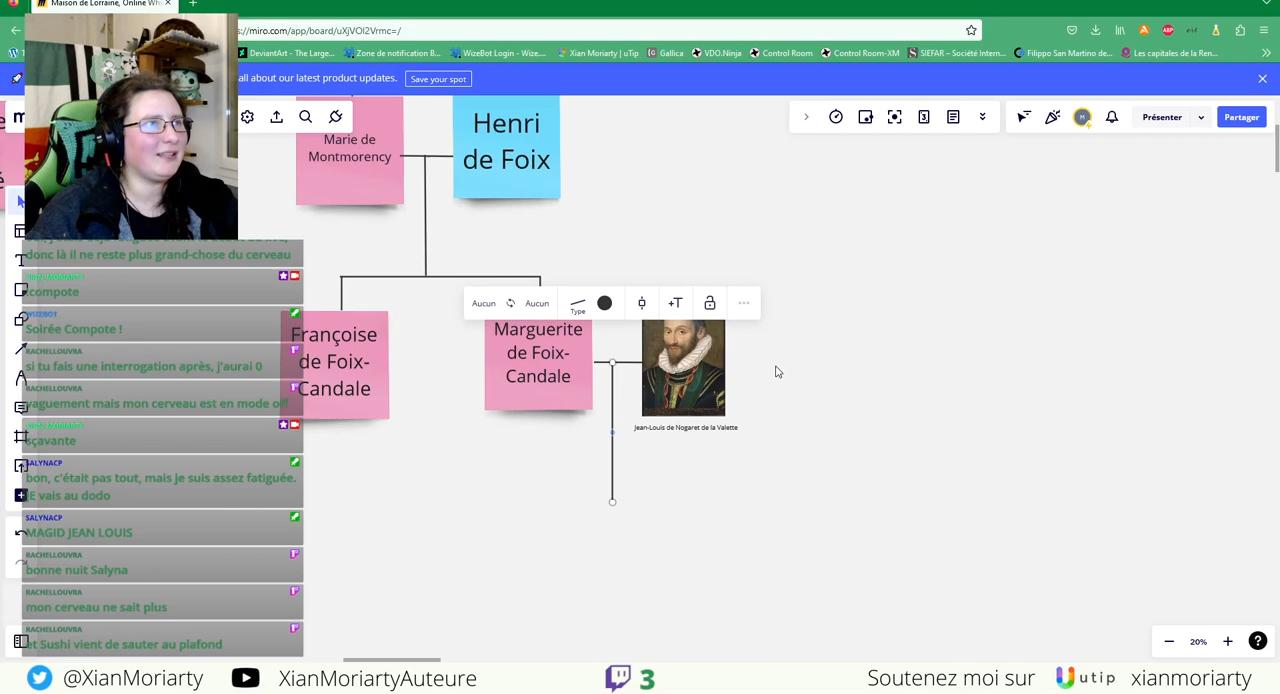 Maison de Lorraine, Online Wh
s://miro.com/app/board/uXjVOl2Vrmc=/
DeviantArt - The Large...
Zone de notification B...
WizeBot Login - Wize....
Xian Moriarty | uTip
Gallica
VDO.Ninja
Control Room
Control Room-XM
SIEFAR – Société Intern...
Filippo San Martino de...
Les capitales de la Ren...
all about our latest product updates.
Save your spot
Présenter
Partager
Marie de
Montmorency
Henri
de Foix
Aucun
Aucun
Type
+T
Françoise
de Foix-
Candale
Marguerite
de Foix-
Candale
Jean-Louis de Nogaret de la Valette
donc là il ne reste plus grand-chose du cerveau
compote
WIZEBOT
Soirée Compote !
RACHELLOUVRA
si tu fais une interrogation après, j'aurai 0
RACHELLOUVRA
vaguement mais mon cerveau est en mode off
sçavante
SALYNACP
bon, c'était pas tout, mais je suis assez fatiguée.
JE vais au dodo
SALYNACP
MAGID JEAN LOUIS
RACHELLOUVRA
bonne nuit Salyna
RACHELLOUVRA
mon cerveau ne sait plus
RACHELLOUVRA
et Sushi vient de sauter au plafond
20%
@XianMoriarty
XianMoriartyAuteure
3
Soutenez moi sur
utip
xianmoriarty